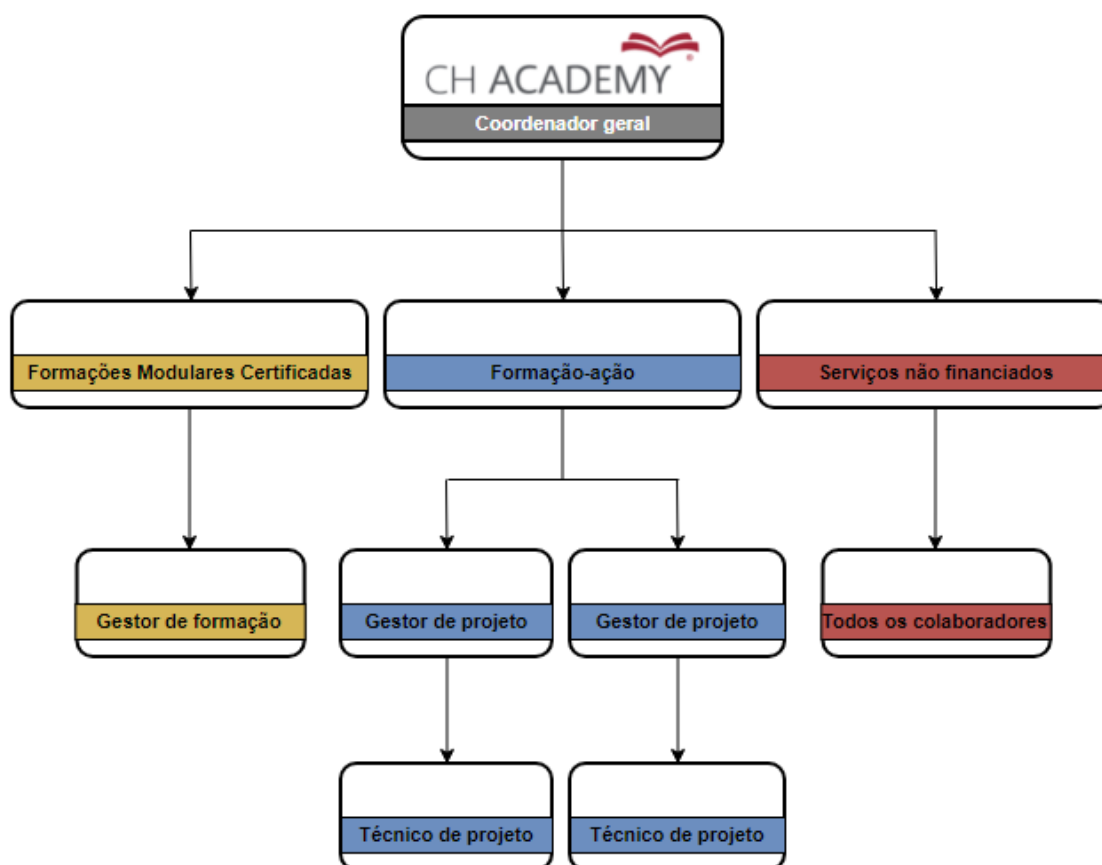 CH ACADEMY
Coordenador geral
Formações Modulares Certificadas
Formação-ação
Serviços não financiados
Gestor de formação
Gestor de projeto
Gestor de projeto
Todos os colaboradores
Técnico de projeto
Técnico de projeto